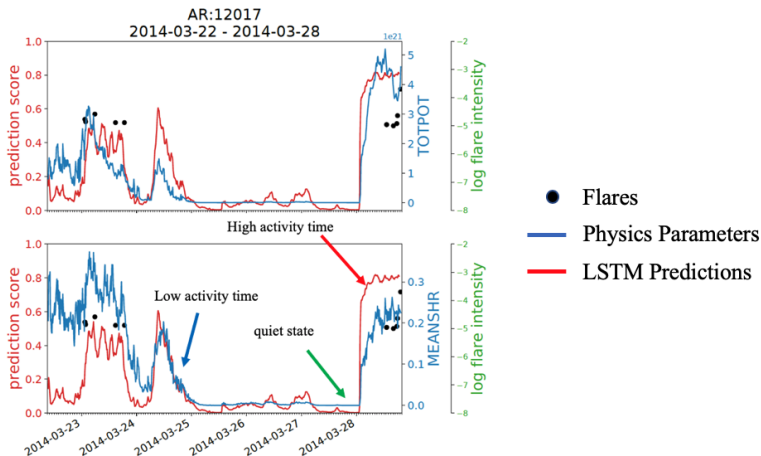 AR:12017
2014-03-22 - 2014-03-28
1e21
1.0
0.8
0.6
0.4
0.2
0.0
prediction score
5
4
3
2
1
0
TOTPOT
−2
−3
−4
−5
−6
−7
−8
log flare intensity
High activity time
1.0
0.8
0.6
0.4
0.2
0.0
prediction score
Low activity time
quiet state
0.3
0.2
0.1
0.0
MEANSHR
−2
−3
−4
−5
−6
−7
−8
log flare intensity
2014-03-23
2014-03-24
2014-03-25
2014-03-26
2014-03-27
2014-03-28
Flares
Physics Parameters
LSTM Predictions